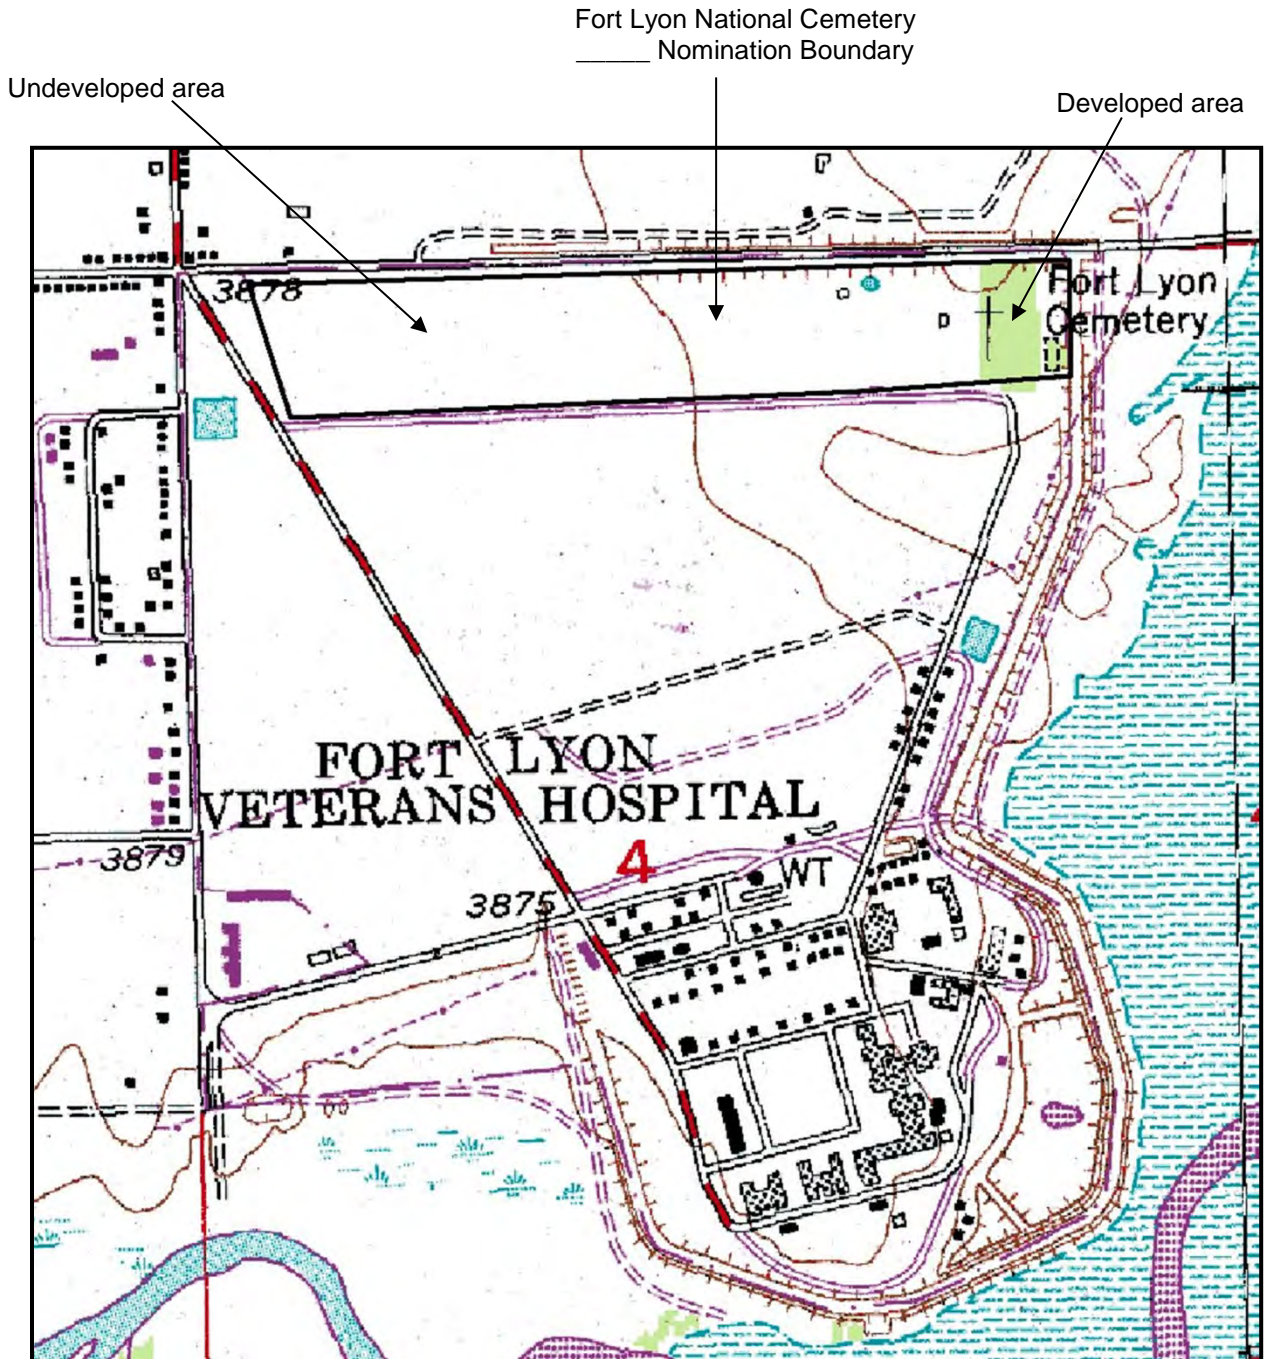 Fort Lyon National Cemetery
_____ Nomination Boundary
Undeveloped area
Developed area
3878
Fort Lyon
Cemetery
FORT LYON
VETERANS HOSPITAL
3879
4
WT
3875